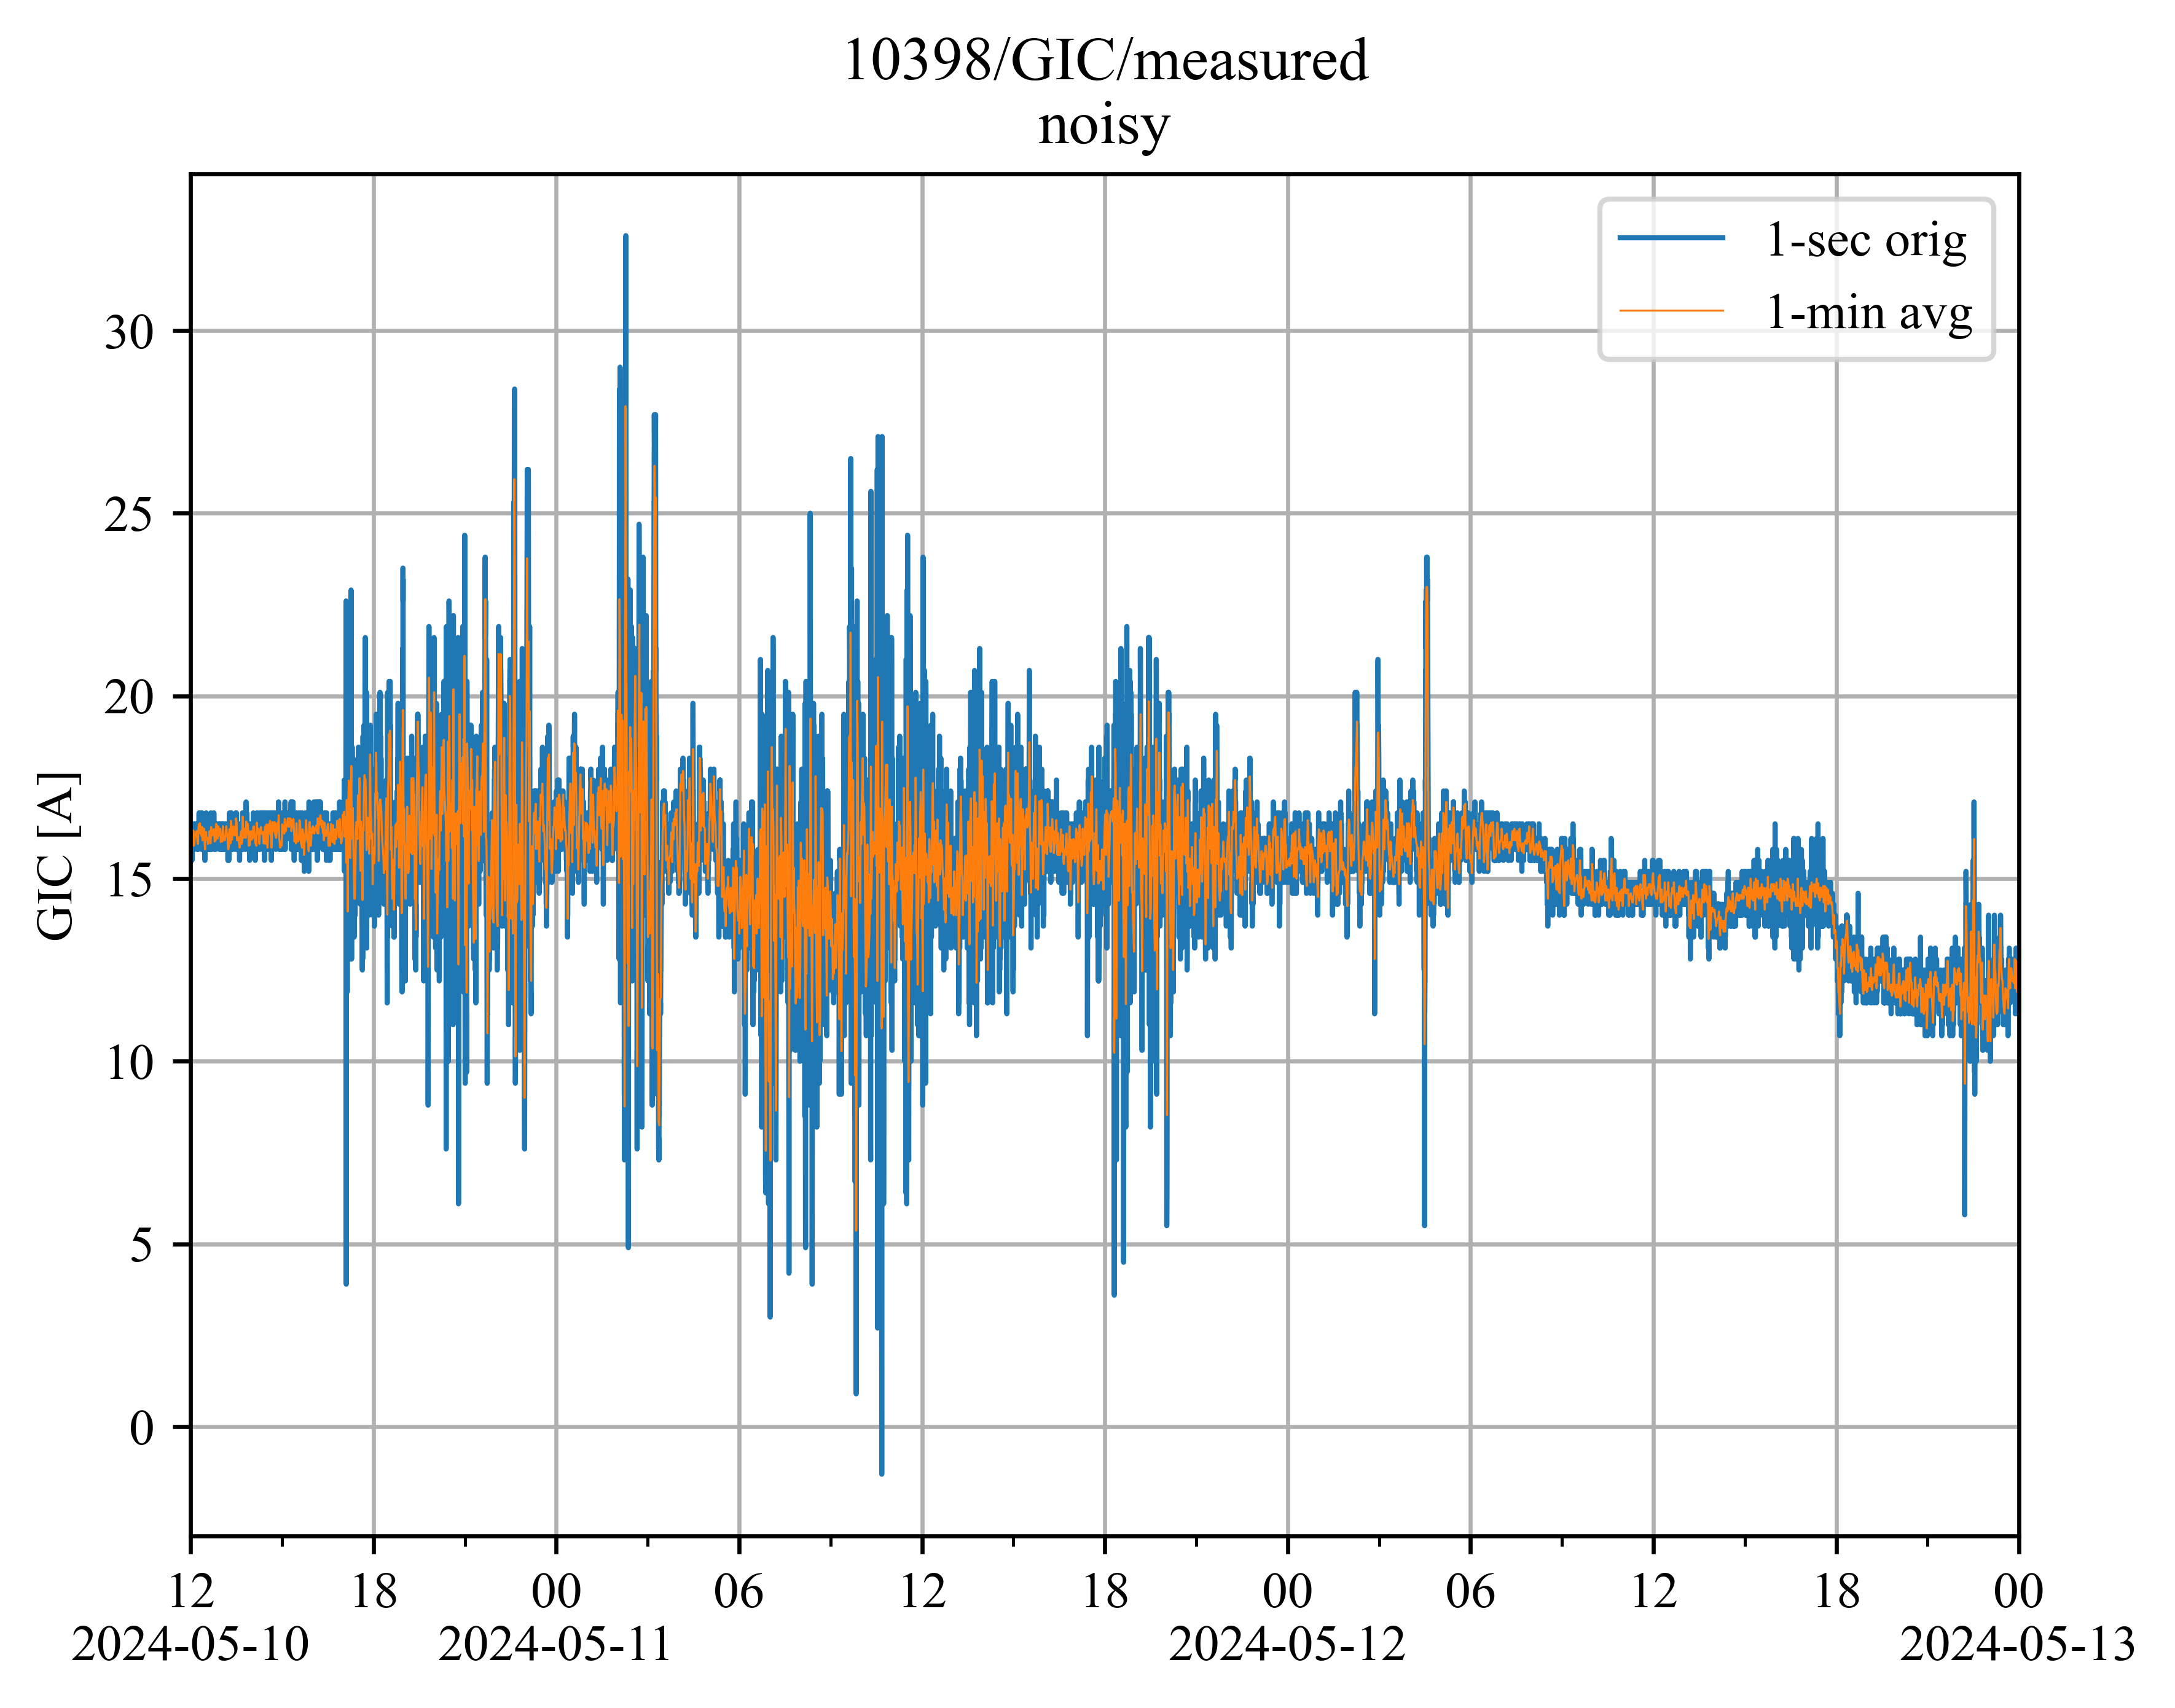 10398/GIC/measured
noisy
1-sec orig
1-min avg
GIC [A]
30
25
20
15
10
5
0
12 18 00 06 12 18 00 06 12 18 00
2024-05-10 2024-05-11 2024-05-12 2024-05-13